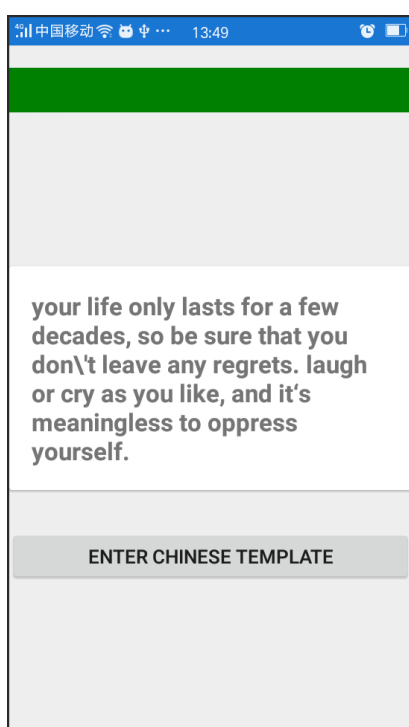 4G 中国移动 ··· 13:49
your life only lasts for a few
decades, so be sure that you
don\'t leave any regrets. laugh
or cry as you like, and it‘s
meaningless to oppress
yourself.
ENTER CHINESE TEMPLATE